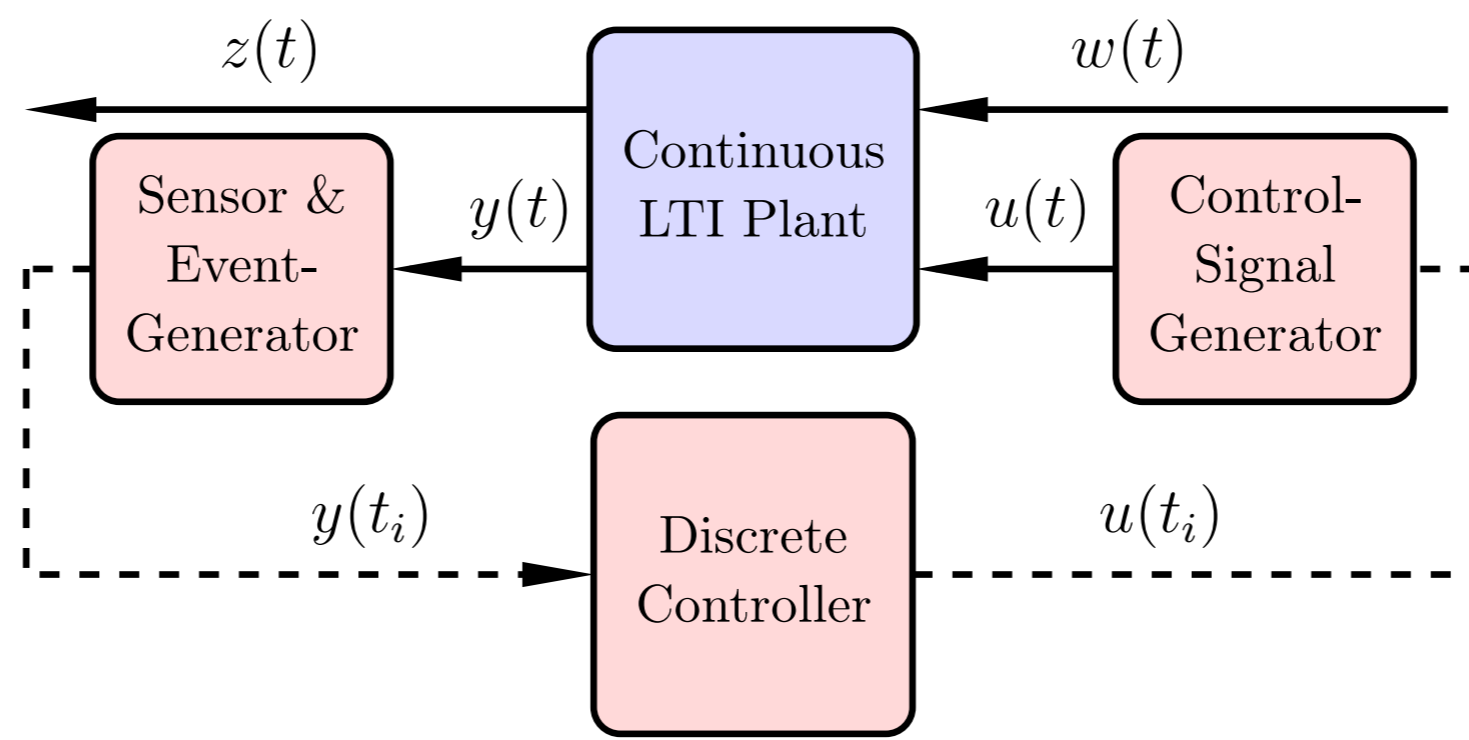 z(t)
w(t)
Continuous
LTI Plant
Sensor &
Event-
Generator
y(t)
u(t)
Control-
Signal
Generator
y(t_i)
u(t_i)
Discrete
Controller